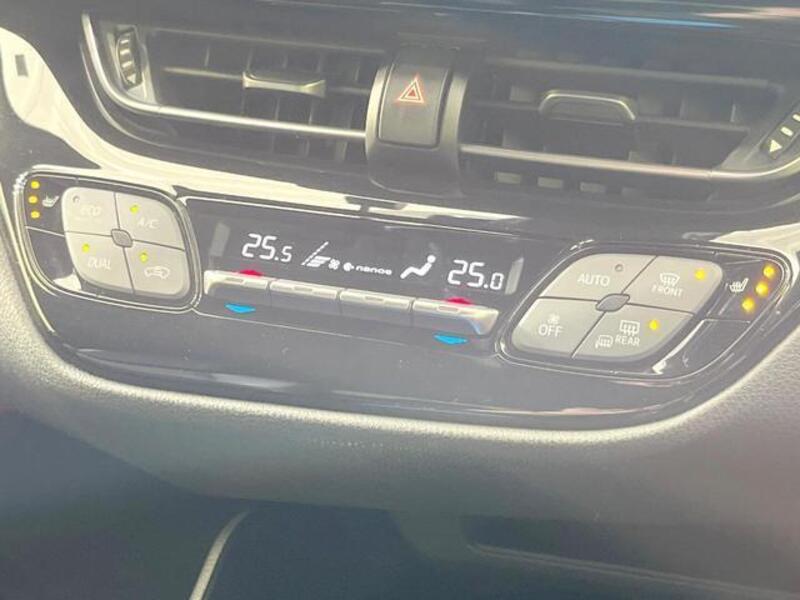 ECO A/C
DUAL
25.5 nanoe 25.0
AUTO FRONT
OFF REAR